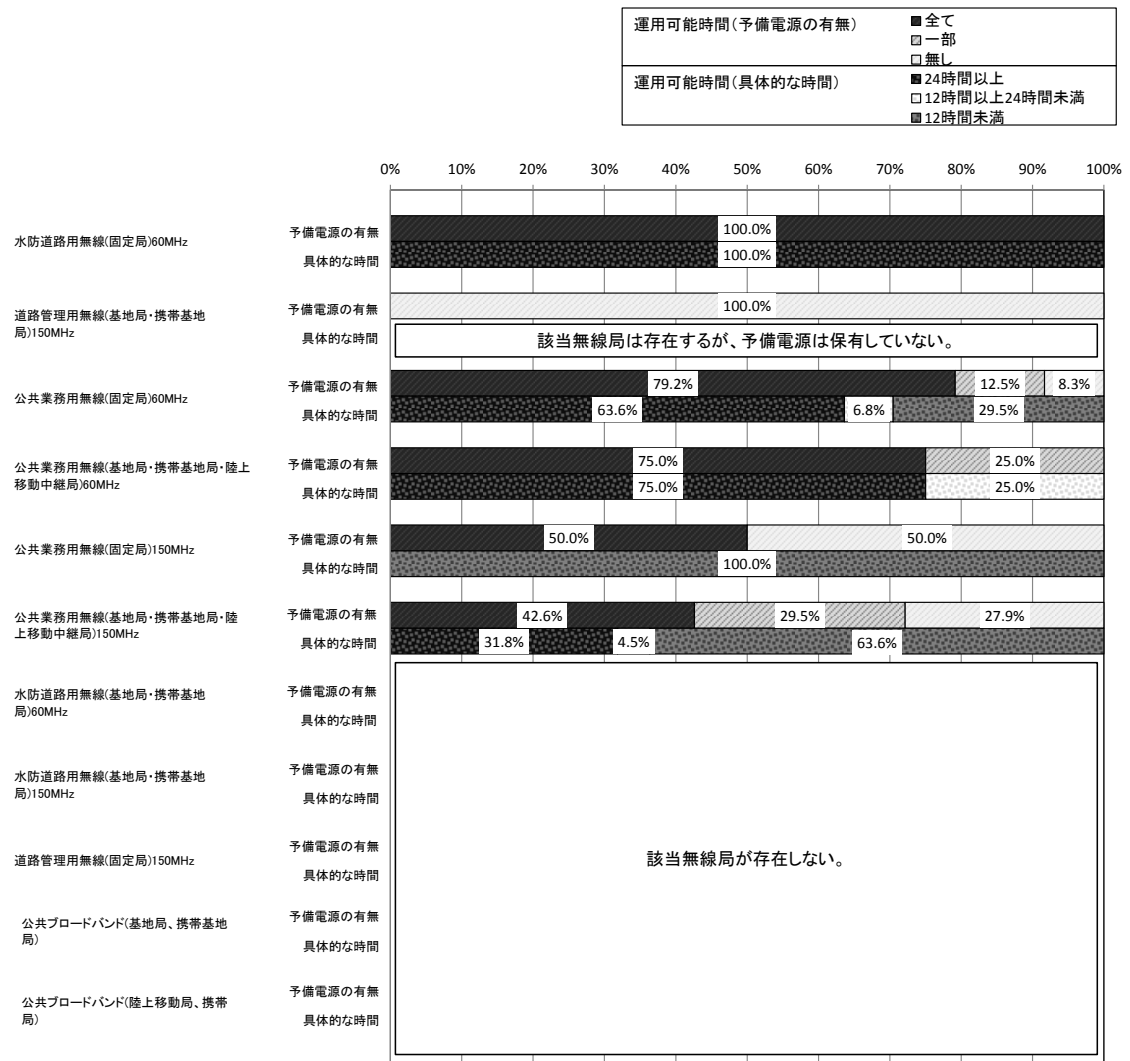 運用可能時間(予備電源の有無)
■全て
□一部
□無し
運用可能時間(具体的な時間)
■24時間以上
□12時間以上24時間未満
■12時間未満
0% 10% 20% 30% 40% 50% 60% 70% 80% 90% 100%
水防道路用無線(固定局)60MHz
予備電源の有無
100.0%
具体的な時間
100.0%
道路管理用無線(基地局・携帯基地
局)150MHz
予備電源の有無
100.0%
具体的な時間
該当無線局は存在するが、予備電源は保有していない。
公共業務用無線(固定局)60MHz
予備電源の有無
79.2% 12.5% 8.3%
具体的な時間
63.6% 6.8% 29.5%
公共業務用無線(基地局・携帯基地局・陸上
移動中継局)60MHz
予備電源の有無
75.0% 25.0%
具体的な時間
75.0% 25.0%
公共業務用無線(固定局)150MHz
予備電源の有無
50.0% 50.0%
具体的な時間
100.0%
公共業務用無線(基地局・携帯基地局・陸
上移動中継局)150MHz
予備電源の有無
42.6% 29.5% 27.9%
具体的な時間
31.8% 4.5% 63.6%
水防道路用無線(基地局・携帯基地
局)60MHz
予備電源の有無
具体的な時間
水防道路用無線(基地局・携帯基地
局)150MHz
予備電源の有無
具体的な時間
道路管理用無線(固定局)150MHz
予備電源の有無
具体的な時間
該当無線局が存在しない。
公共ブロードバンド(基地局、携帯基地
局)
予備電源の有無
具体的な時間
公共ブロードバンド(陸上移動局、携帯
局)
予備電源の有無
具体的な時間